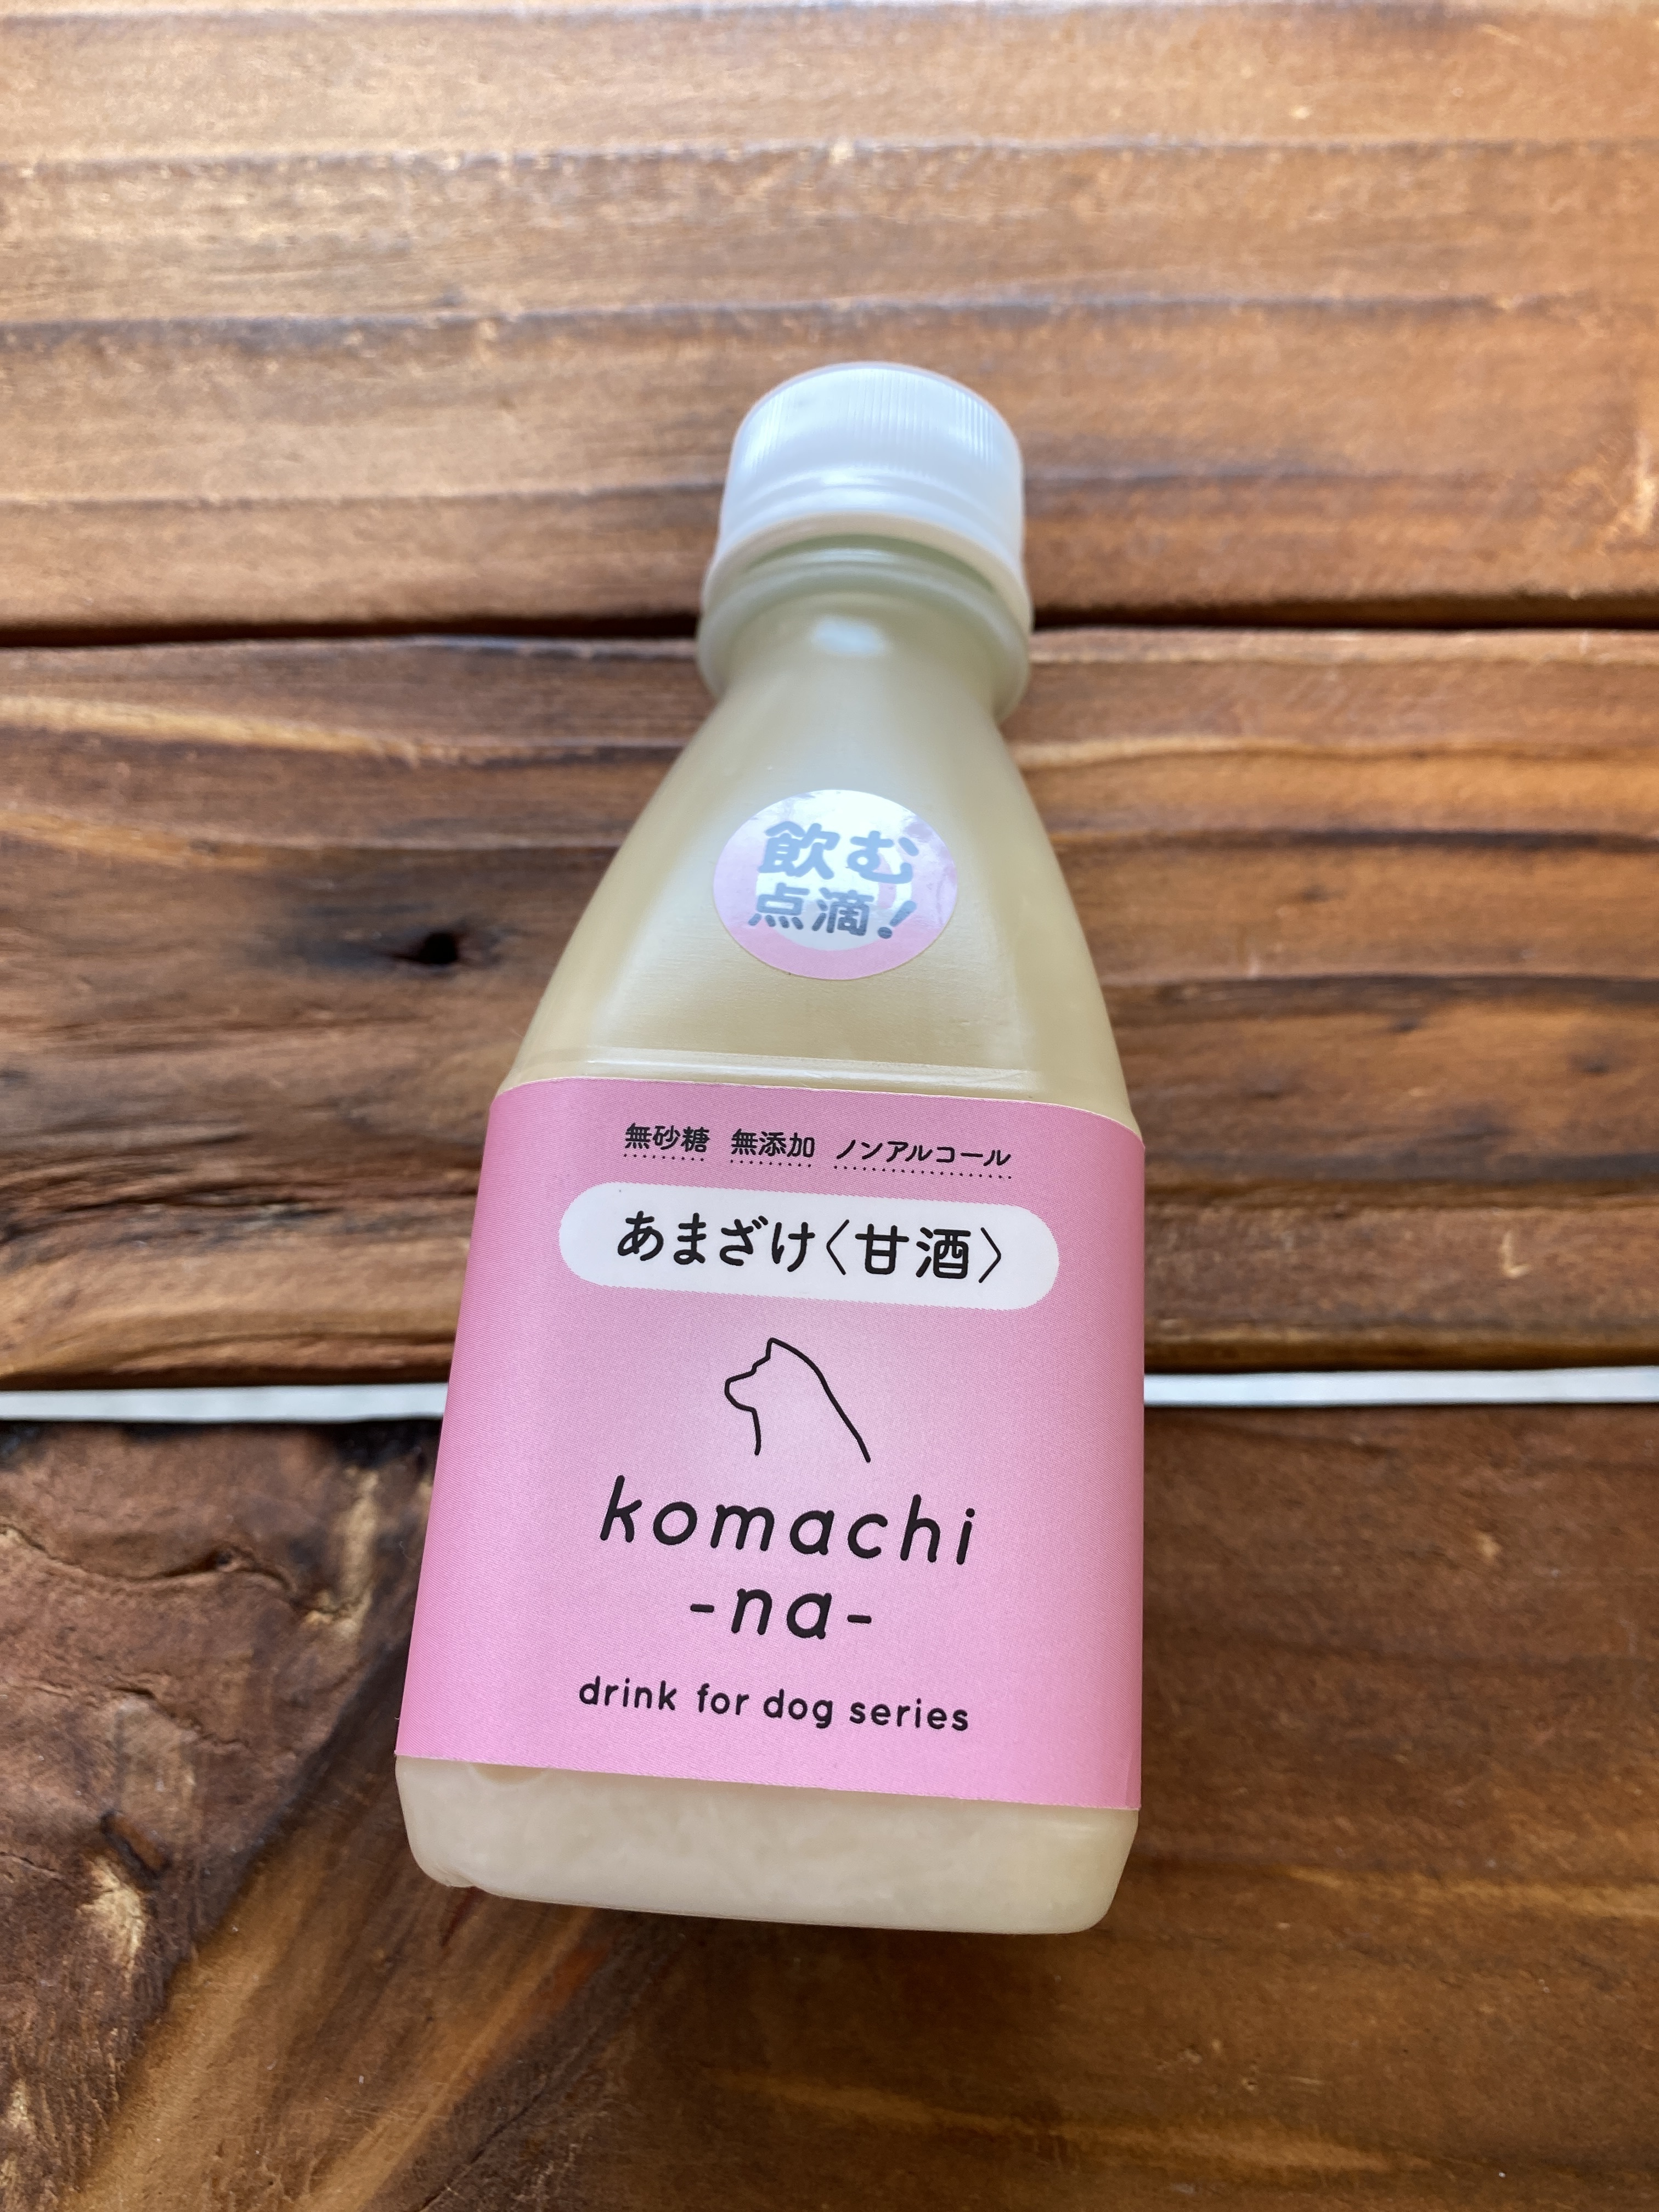 飲む
点滴!
無砂糖 無添加 ノンアルコール
あまざけ〈甘酒〉
komachi
-na-
drink for dog series